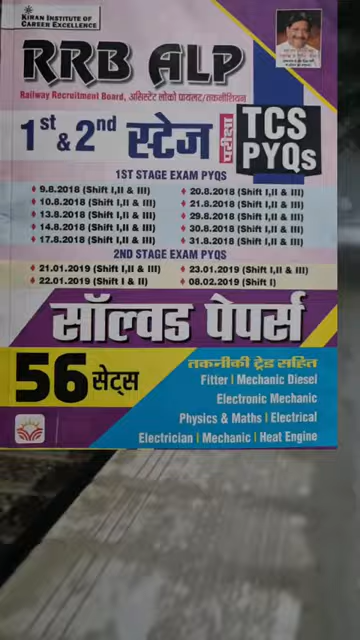 KIRAN INSTITUTE OF
CAREER EXCELLENCE
RRB ALP
Railway Recruitment Board, असिस्टेंट लोको पायलट/तकनीशियन
1st & 2nd स्टेज परीक्षा
TCS
PYQs
1ST STAGE EXAM PYQS
9.8.2018 (Shift I,II & III)
20.8.2018 (Shift I,II & III)
10.8.2018 (Shift I,II & III)
21.8.2018 (Shift I,II & III)
13.8.2018 (Shift I,II & III)
29.8.2018 (Shift I,II & III)
14.8.2018 (Shift I,II & III)
30.8.2018 (Shift I,II & III)
17.8.2018 (Shift I,II & III)
31.8.2018 (Shift I,II & III)
2ND STAGE EXAM PYQS
21.01.2019 (Shift I,II & III)
23.01.2019 (Shift I,II & III)
22.01.2019 (Shift I & II)
08.02.2019 (Shift I)
सॉल्वड पेपर्स
56 सेट्स
तकनीकी ट्रेड सहित
Fitter | Mechanic Diesel
Electronic Mechanic
Physics & Maths | Electrical
Electrician | Mechanic | Heat Engine